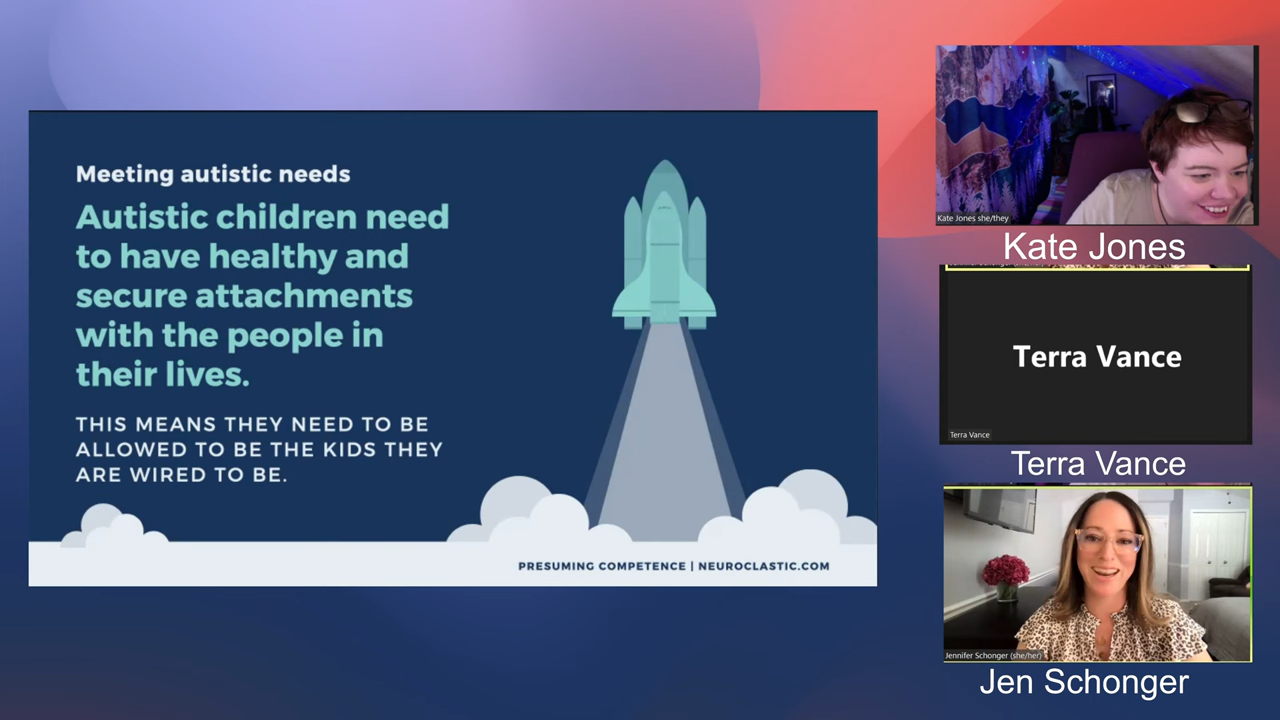 Meeting autistic needs
Autistic children need
to have healthy and
secure attachments
with the people in
their lives.
THIS MEANS THEY NEED TO BE
ALLOWED TO BE THE KIDS THEY
ARE WIRED TO BE.
PRESUMING COMPETENCE | NEUROCLASTIC.COM
Kate Jones she/they
Kate Jones
Terra Vance
Terra Vance
Terra Vance
Jennifer Schonger (she/her)
Jen Schonger